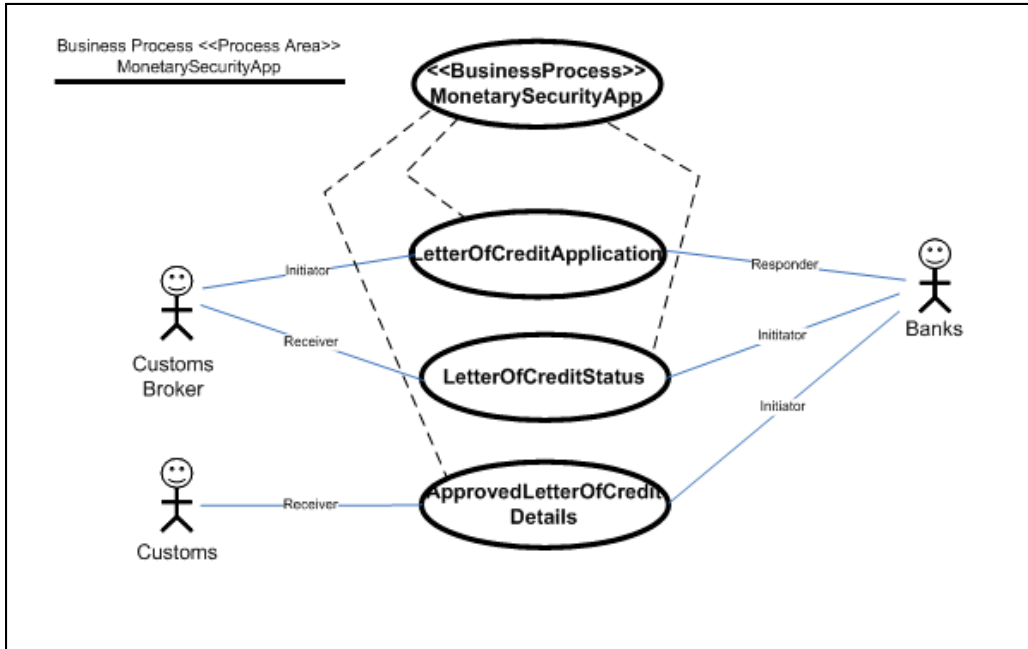 Business Process <<Process Area>>
MonetarySecurityApp
<<BusinessProcess>>
MonetarySecurityApp
LetterOfCreditApplication
Initiator
Responder
Customs
Broker
Banks
Receiver
Inititator
LetterOfCreditStatus
Initiator
ApprovedLetterOfCredit
Details
Receiver
Customs